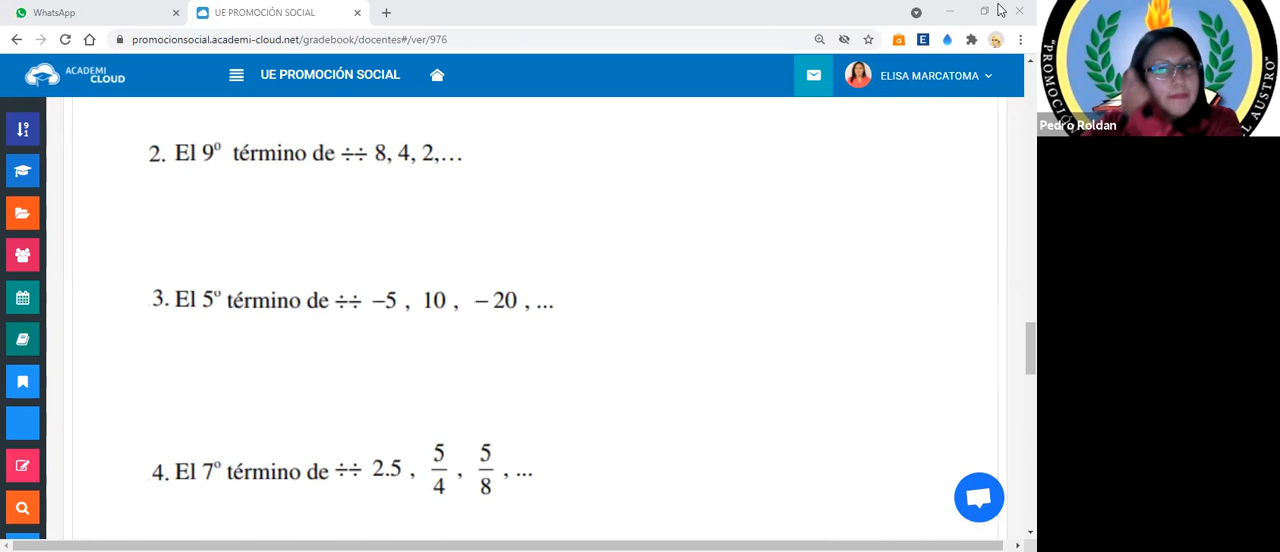 WhatsApp
UE PROMOCIÓN SOCIAL
promocionsocial.academi-cloud.net/gradebook/docentes#/ver/976
ACADEMI
CLOUD
UE PROMOCIÓN SOCIAL
ELISA MARCATOMA
"PROMOCIÓN
AUSTRO"
Pedro Roldan
2. El 9º término de ÷÷ 8, 4, 2,...
3. El 5º término de ÷÷ −5 , 10 , − 20 , ...
4. El 7º término de ÷÷ 2.5 , 5/4 , 5/8 , ...